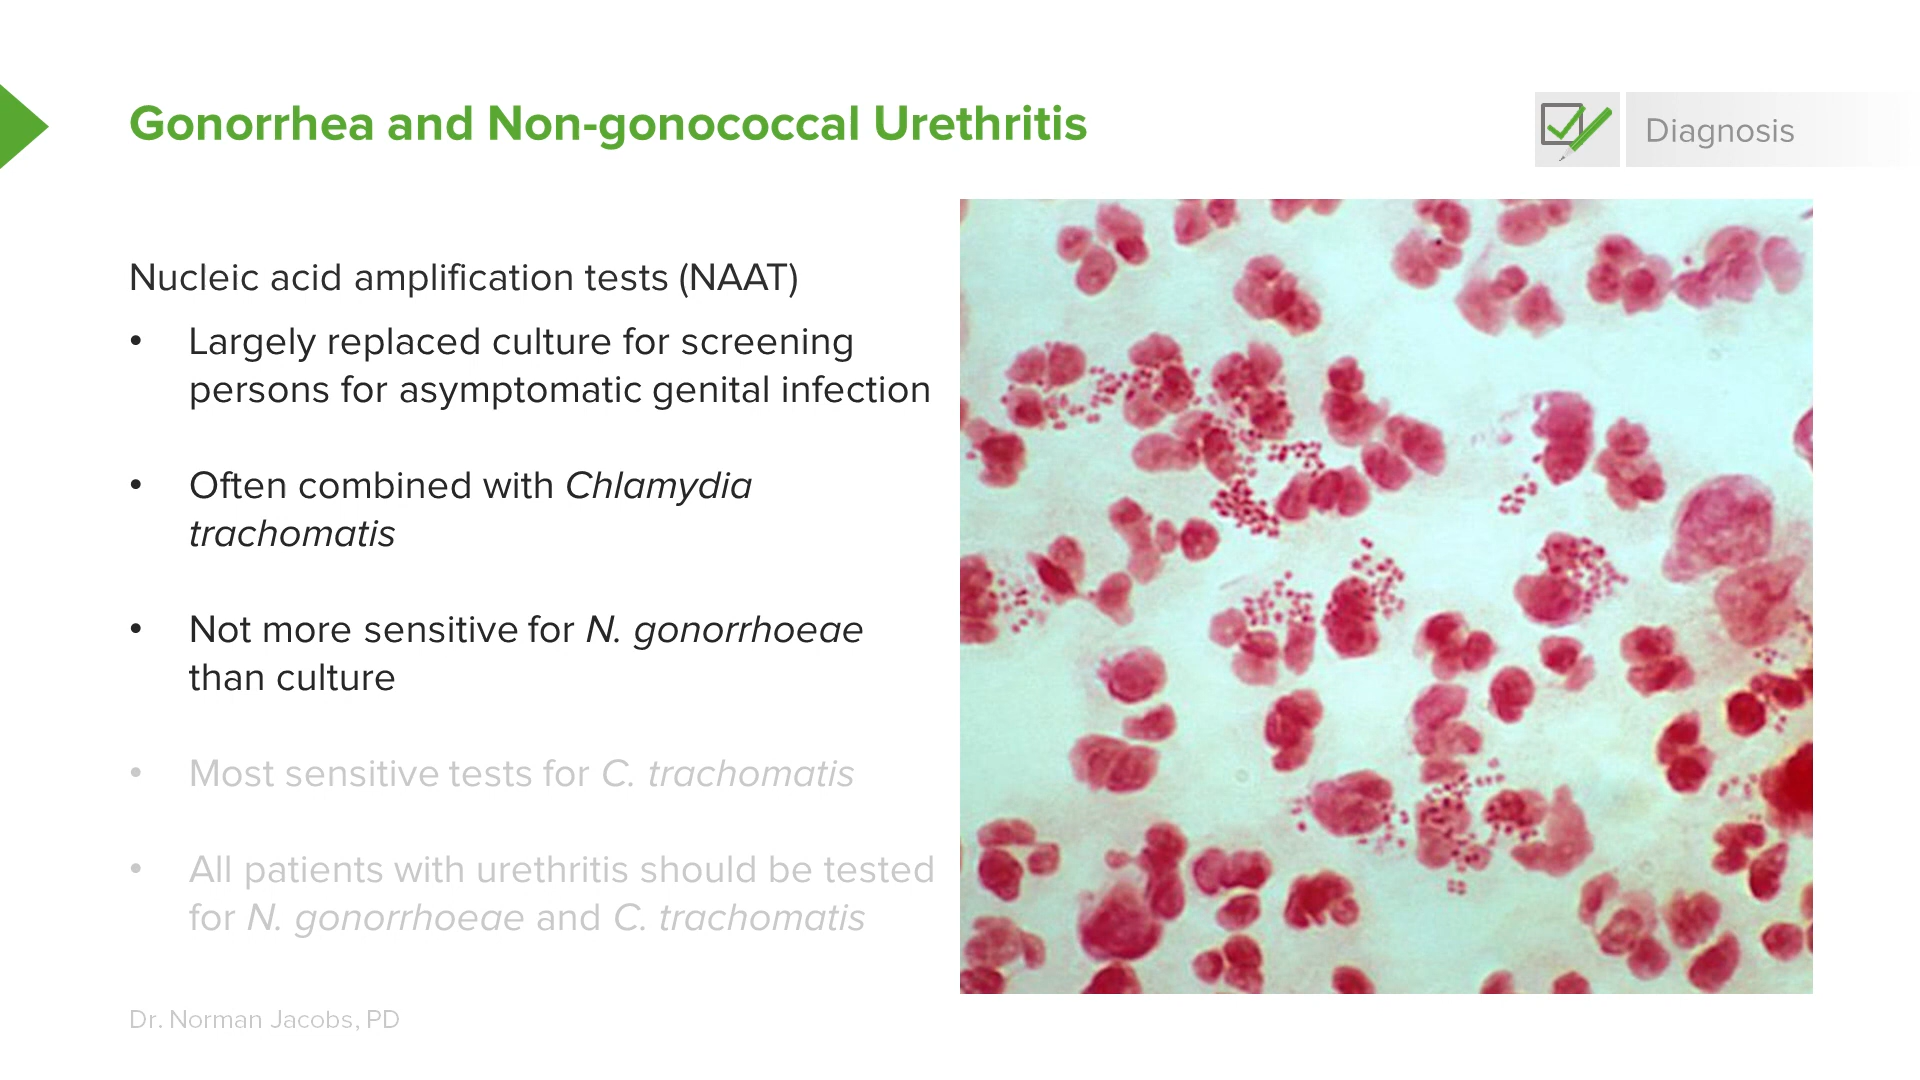 Gonorrhea and Non-gonococcal Urethritis
Diagnosis
Nucleic acid amplification tests (NAAT)
• Largely replaced culture for screening
persons for asymptomatic genital infection
• Often combined with Chlamydia
trachomatis
• Not more sensitive for N. gonorrhoeae
than culture
• Most sensitive tests for C. trachomatis
• All patients with urethritis should be tested
for N. gonorrhoeae and C. trachomatis
Dr. Norman Jacobs, PD